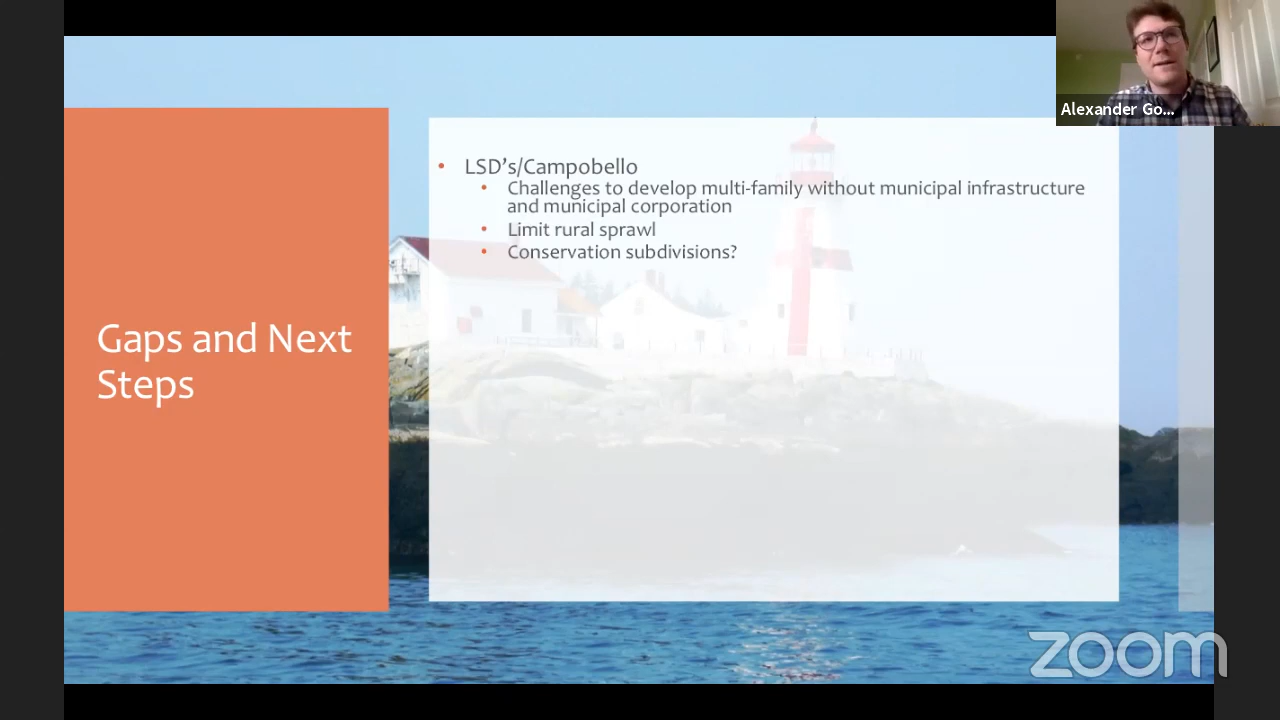 Alexander Go...
LSD’s/Campobello
Challenges to develop multi-family without municipal infrastructure
and municipal corporation
Limit rural sprawl
Conservation subdivisions?
Gaps and Next
Steps
zoom